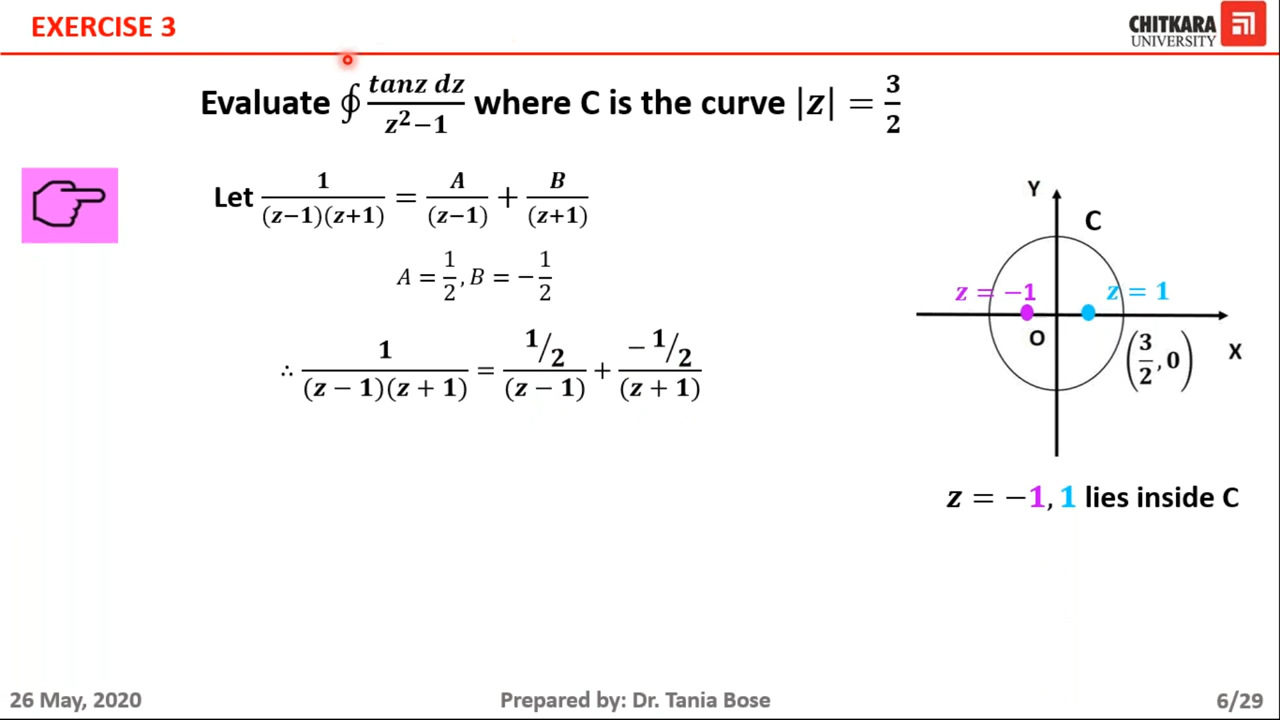 EXERCISE 3
CHITKARA
UNIVERSITY
Evaluate ∮ tanz dz / z² − 1 where C is the curve |z| = 3/2
Let 1/((z−1)(z+1)) = A/(z−1) + B/(z+1)
A = 1/2, B = − 1/2
∴ 1/((z − 1)(z + 1)) = 1/2/(z − 1) + − 1/2/(z + 1)
Y
C
z = −1
z = 1
O
(3/2, 0)
X
z = −1, 1 lies inside C
26 May, 2020
Prepared by: Dr. Tania Bose
6/29